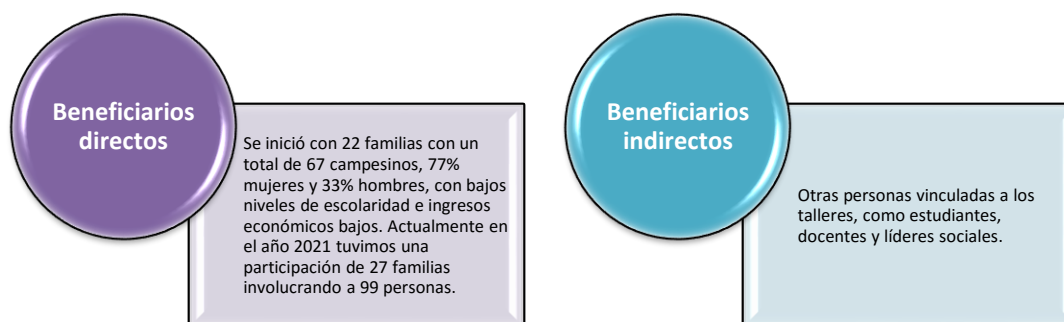 Beneficiarios
directos
Se inició con 22 familias con un
total de 67 campesinos, 77%
mujeres y 33% hombres, con bajos
niveles de escolaridad e ingresos
económicos bajos. Actualmente en
el año 2021 tuvimos una
participación de 27 familias
involucrando a 99 personas.
Beneficiarios
indirectos
Otras personas vinculadas a los
talleres, como estudiantes,
docentes y líderes sociales.